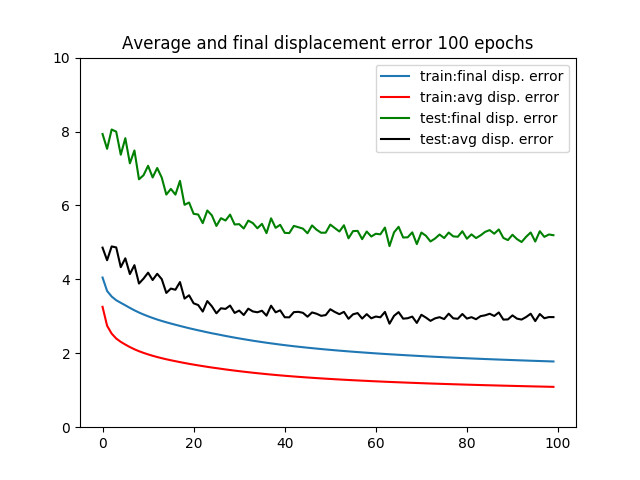 Average and final displacement error 100 epochs
train:final disp. error
train:avg disp. error
test:final disp. error
test:avg disp. error
10
8
6
4
2
0
0 20 40 60 80 100